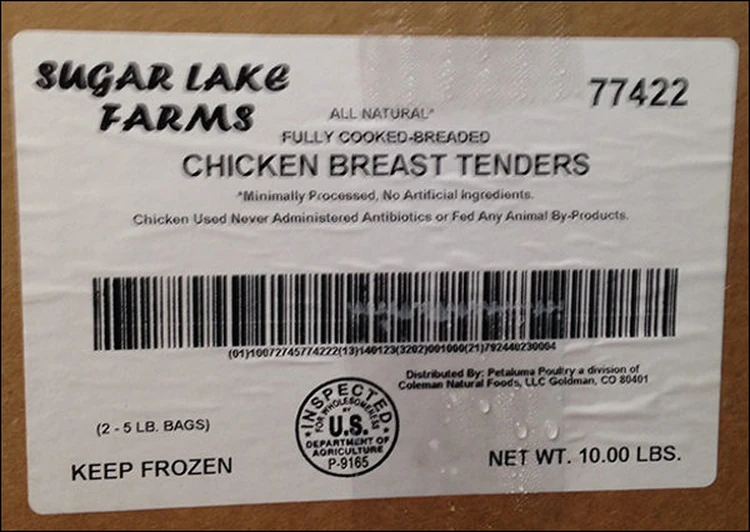 SUGAR LAKE
FARMS
77422
ALL NATURAL*
FULLY COOKED-BREADED
CHICKEN BREAST TENDERS
*Minimally Processed, No Artificial Ingredients.
Chicken Used Never Administered Antibiotics or Fed Any Animal By-Products.
(01)10072745774222(13)140123(3202)001000(21)792440230004
Distributed By: Petaluma Poultry a division of
Coleman Natural Foods, LLC Goldman, CO 80401
INSPECTED
FOR WHOLESOMENESS
BY
U.S.
DEPARTMENT OF
AGRICULTURE
P-9165
(2 - 5 LB. BAGS)
KEEP FROZEN
NET WT. 10.00 LBS.